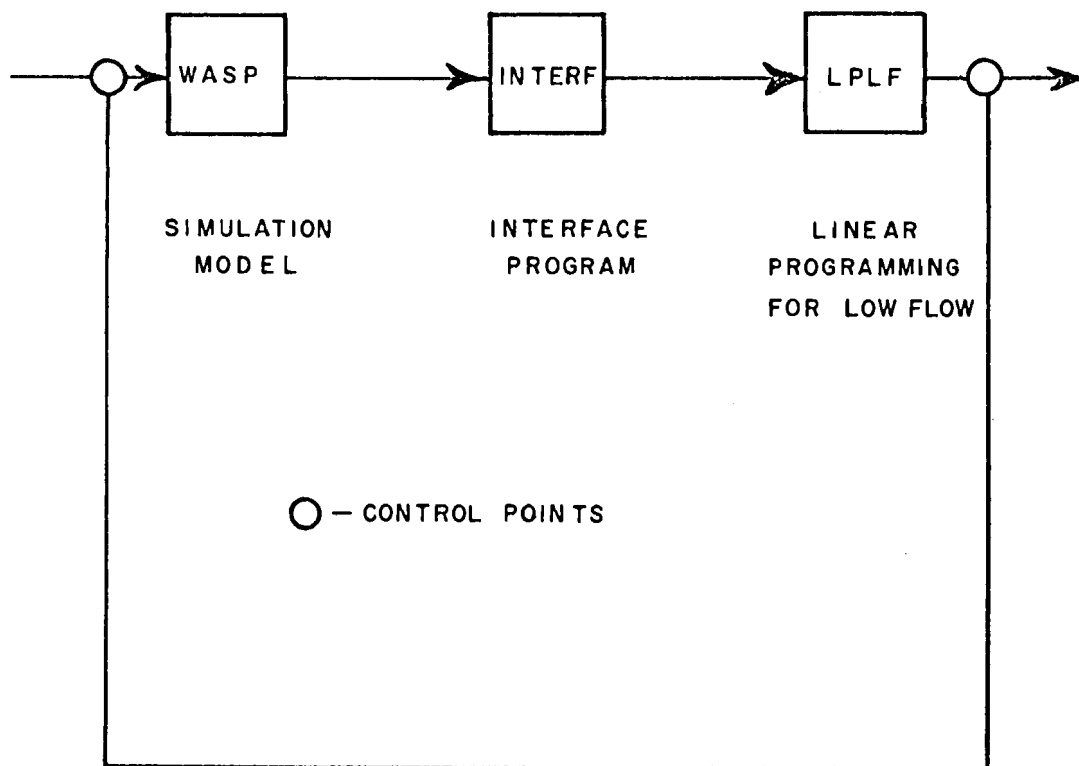 WASP
INTERF
LPLF
SIMULATION
MODEL
INTERFACE
PROGRAM
LINEAR
PROGRAMMING
FOR LOW FLOW
— CONTROL POINTS